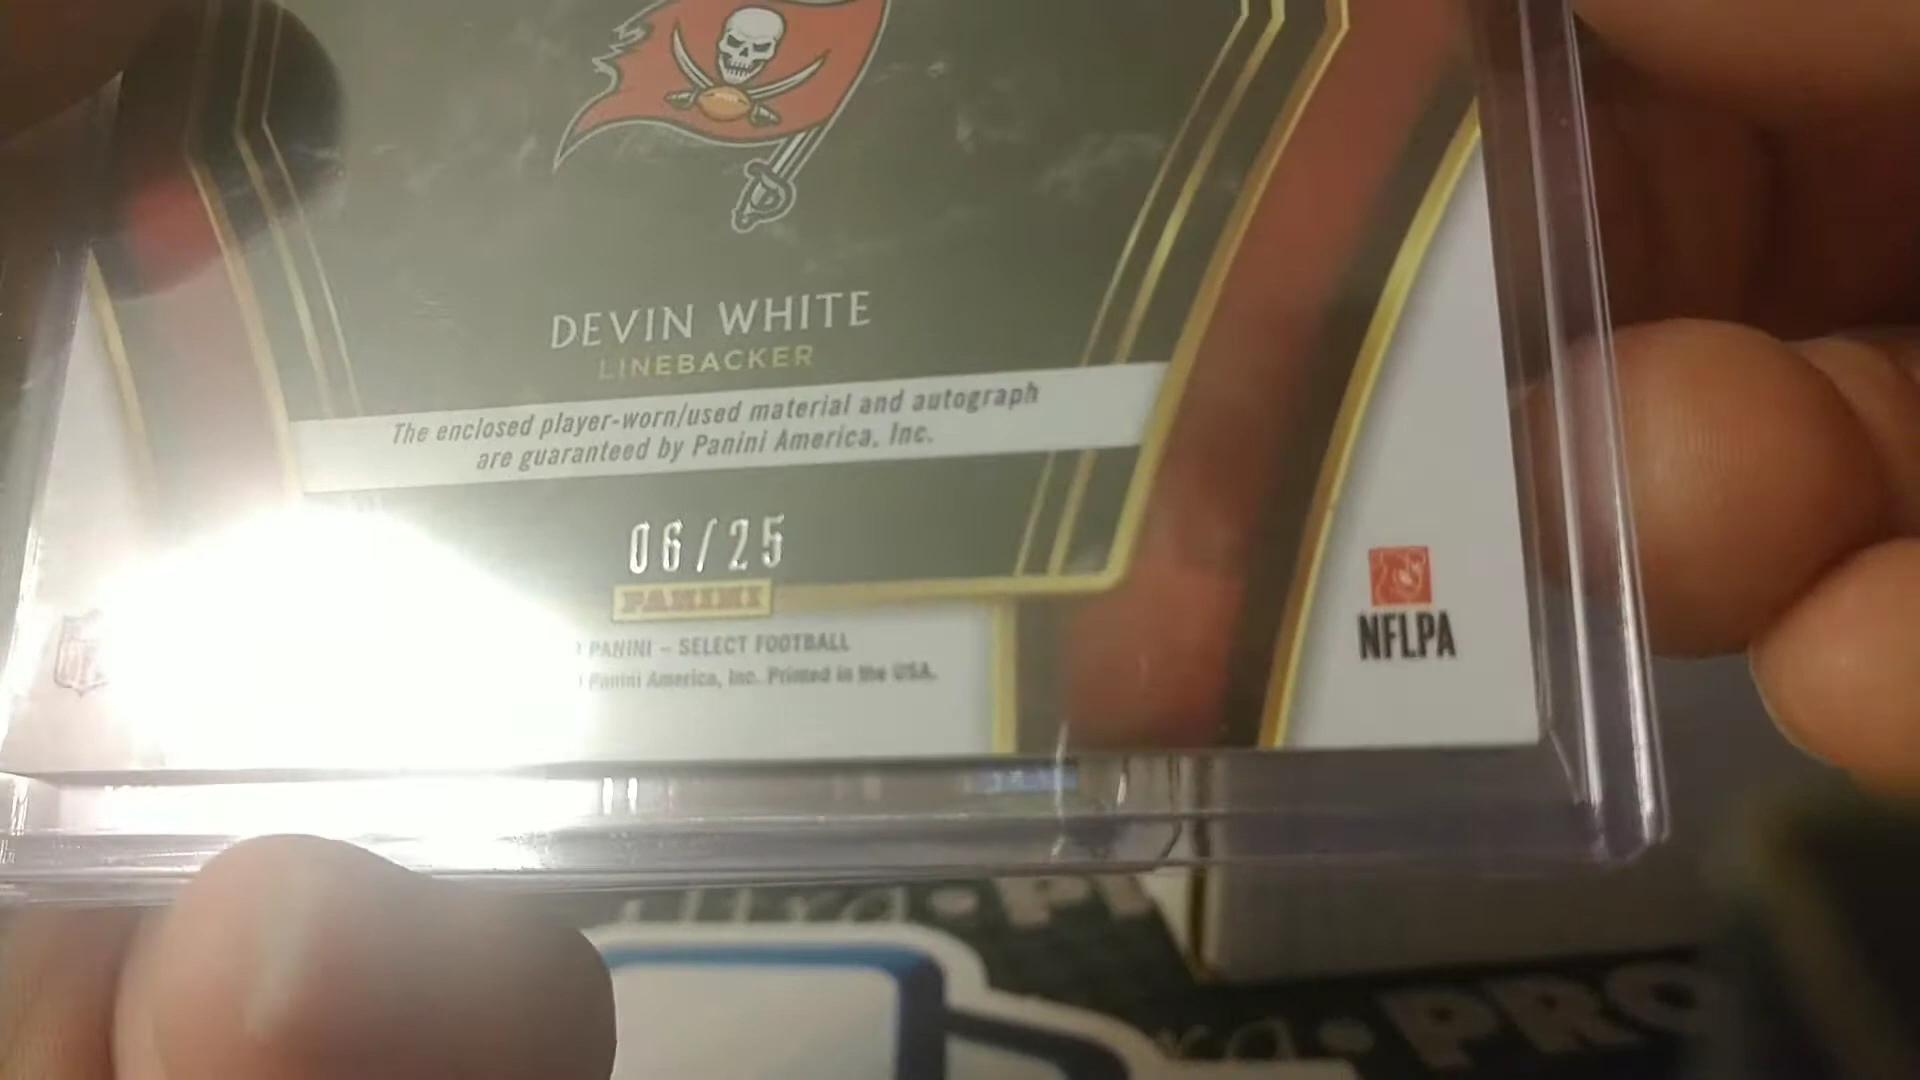 DEVIN WHITE
LINEBACKER
The enclosed player-worn/used material and autograph
are guaranteed by Panini America, Inc.
06/25
PANINI
PANINI – SELECT FOOTBALL
Panini America, Inc. Printed in the USA.
NFLPA
PRO